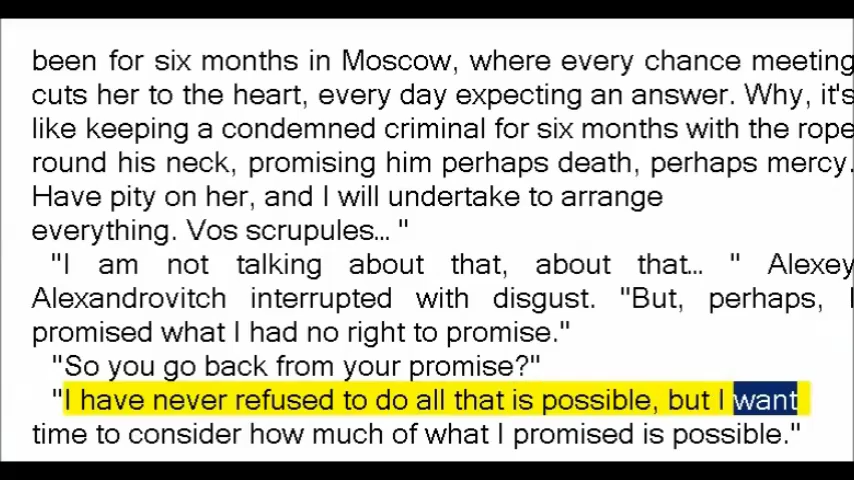 been for six months in Moscow, where every chance meeting
cuts her to the heart, every day expecting an answer. Why, it's
like keeping a condemned criminal for six months with the rope
round his neck, promising him perhaps death, perhaps mercy.
Have pity on her, and I will undertake to arrange
everything. Vos scrupules... "
"I am not talking about that, about that... " Alexey
Alexandrovitch interrupted with disgust. "But, perhaps, I
promised what I had no right to promise."
"So you go back from your promise?"
"I have never refused to do all that is possible, but I want
time to consider how much of what I promised is possible."